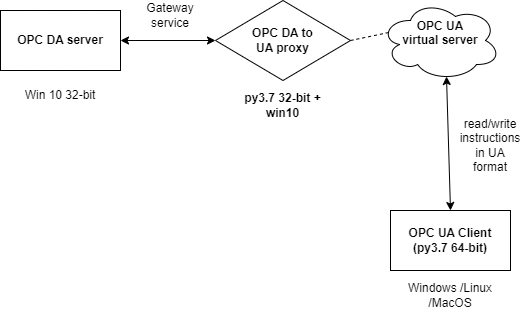 Gateway
service
OPC DA server
OPC DA to
UA proxy
OPC UA
virtual server
Win 10 32-bit
py3.7 32-bit +
win10
read/write
instructions
in UA
format
OPC UA Client
(py3.7 64-bit)
Windows /Linux
/MacOS